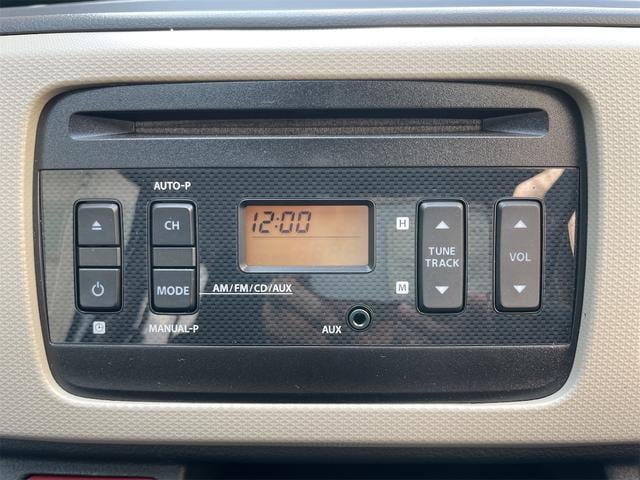 AUTO-P
CH
12:00
H
TUNE
TRACK
VOL
MODE
AM/FM/CD/AUX
M
MANUAL-P
AUX